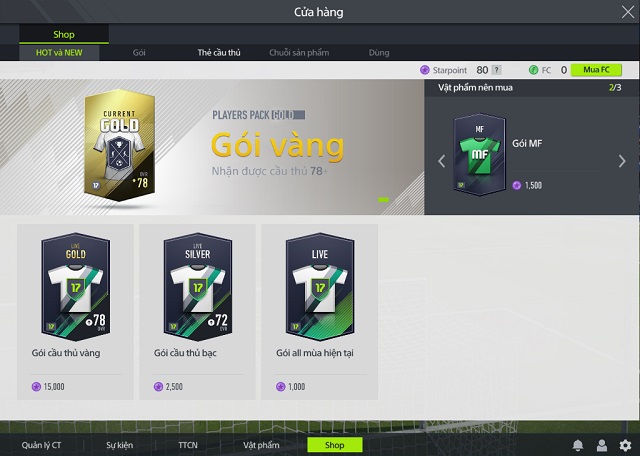 Cửa hàng
Shop
HOT và NEW
Gói
Thẻ cầu thủ
Chuỗi sản phẩm
Dùng
Starpoint 80 ?
FC 0
Mua FC
CURRENT
GOLD
+78
OVR
17
PLAYERS PACK GOLD
Gói vàng
Nhận được cầu thủ 78+
Vật phẩm nên mua
2/3
MF
MF
17
Gói MF
1,500
LIVE
GOLD
17
78
OVR
17
Gói cầu thủ vàng
15,000
LIVE
SILVER
17
72
OVR
17
Gói cầu thủ bạc
2,500
LIVE
17
17
Gói all mùa hiện tại
1,000
Quản lý CT
Sự kiện
TTCN
Vật phẩm
Shop